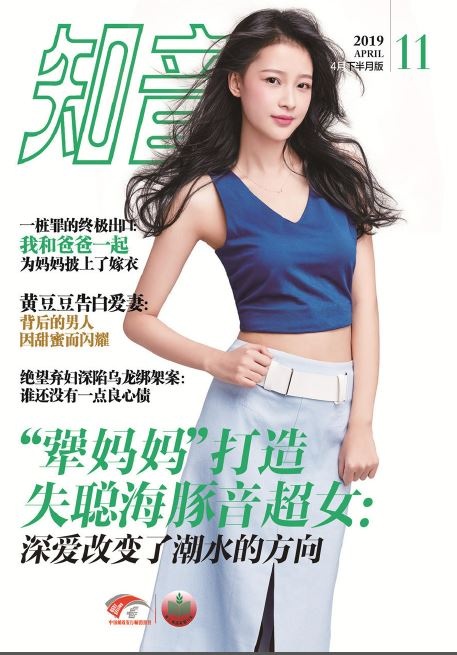 知音
2019
APRIL
4月下半月版
11
一桩罪的终极出口:
我和爸爸一起
为妈妈披上了嫁衣
黄豆豆告白爱妻:
背后的男人
因甜蜜而闪耀
绝望弃妇深陷乌龙绑架案:
谁还没有一点良心债
“犟妈妈”打造
失聪海豚音超女:
深爱改变了潮水的方向